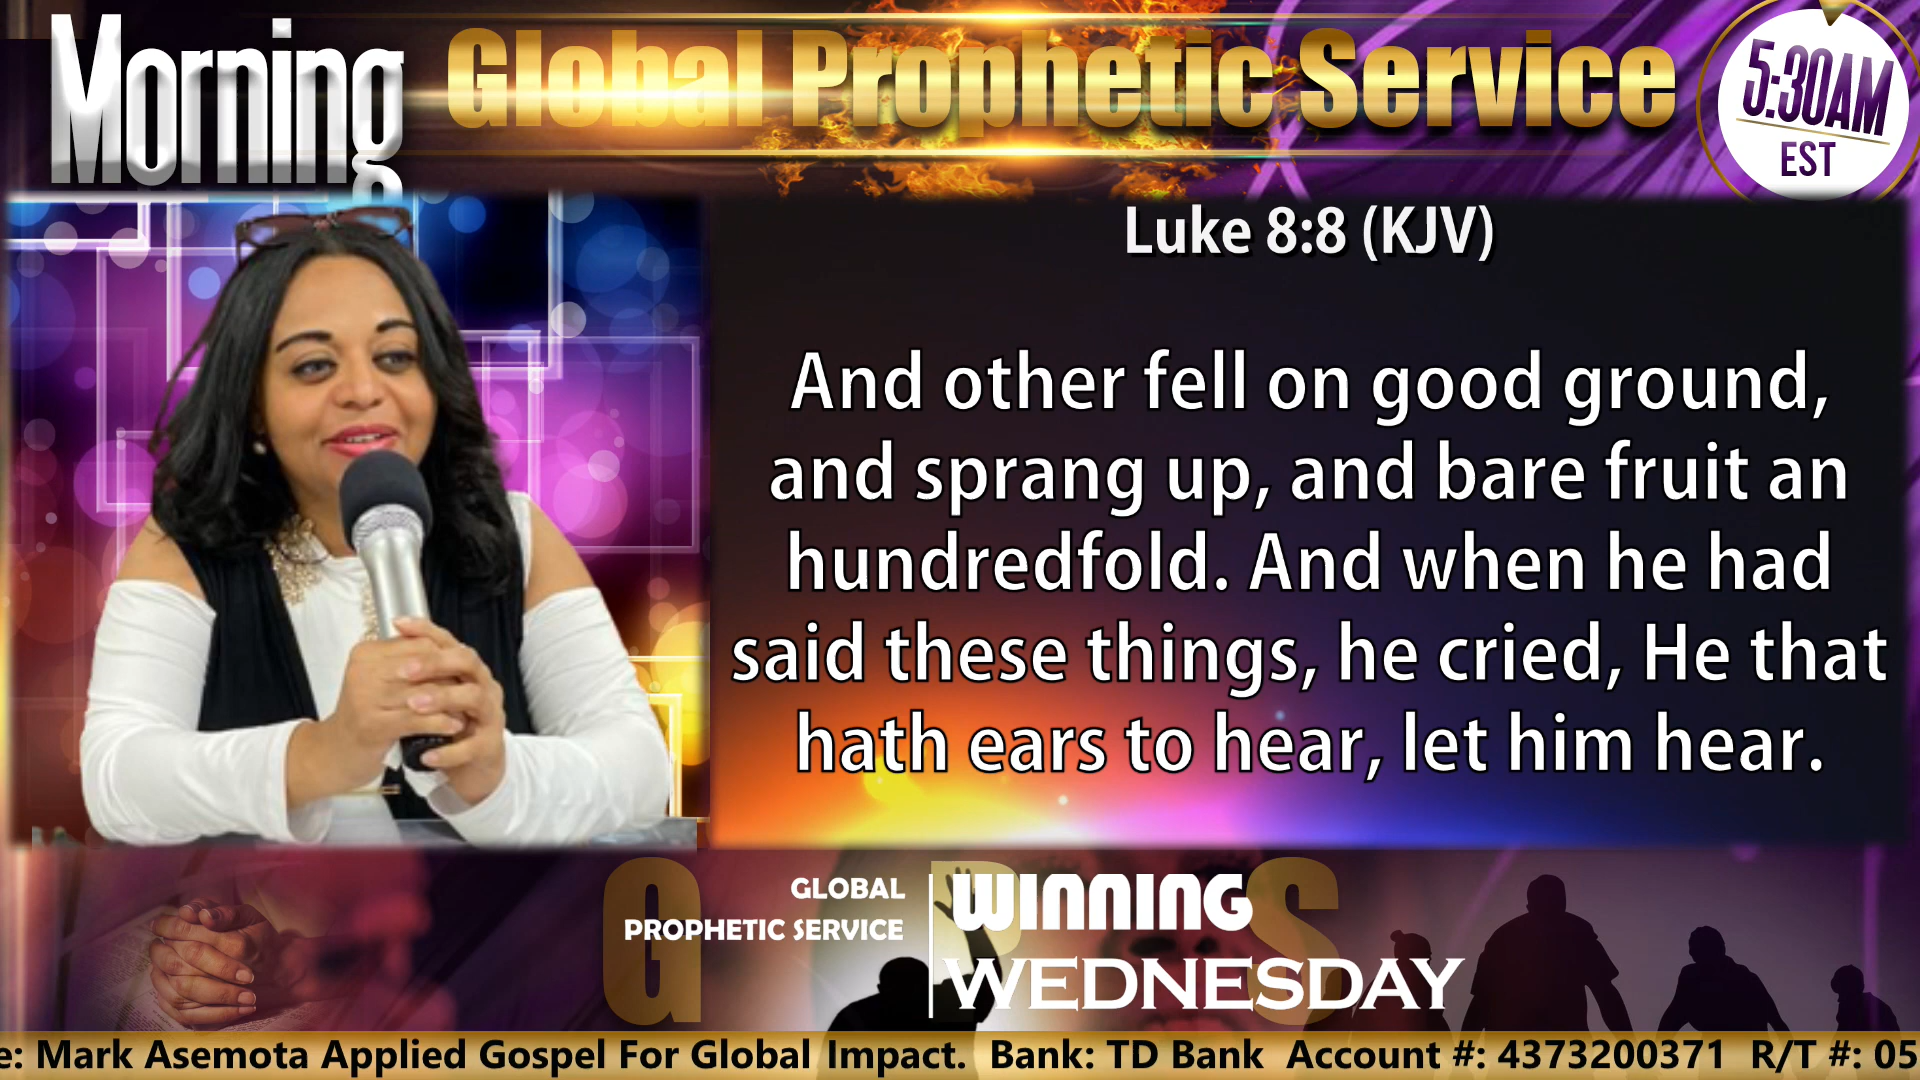 Morning
Global Prophetic Service
5:30AM
EST
Luke 8:8 (KJV)
And other fell on good ground,
and sprang up, and bare fruit an
hundredfold. And when he had
said these things, he cried, He that
hath ears to hear, let him hear.
G P S
GLOBAL
PROPHETIC SERVICE
WINNING
WEDNESDAY
e: Mark Asemota Applied Gospel For Global Impact. Bank: TD Bank Account #: 4373200371 R/T #: 05